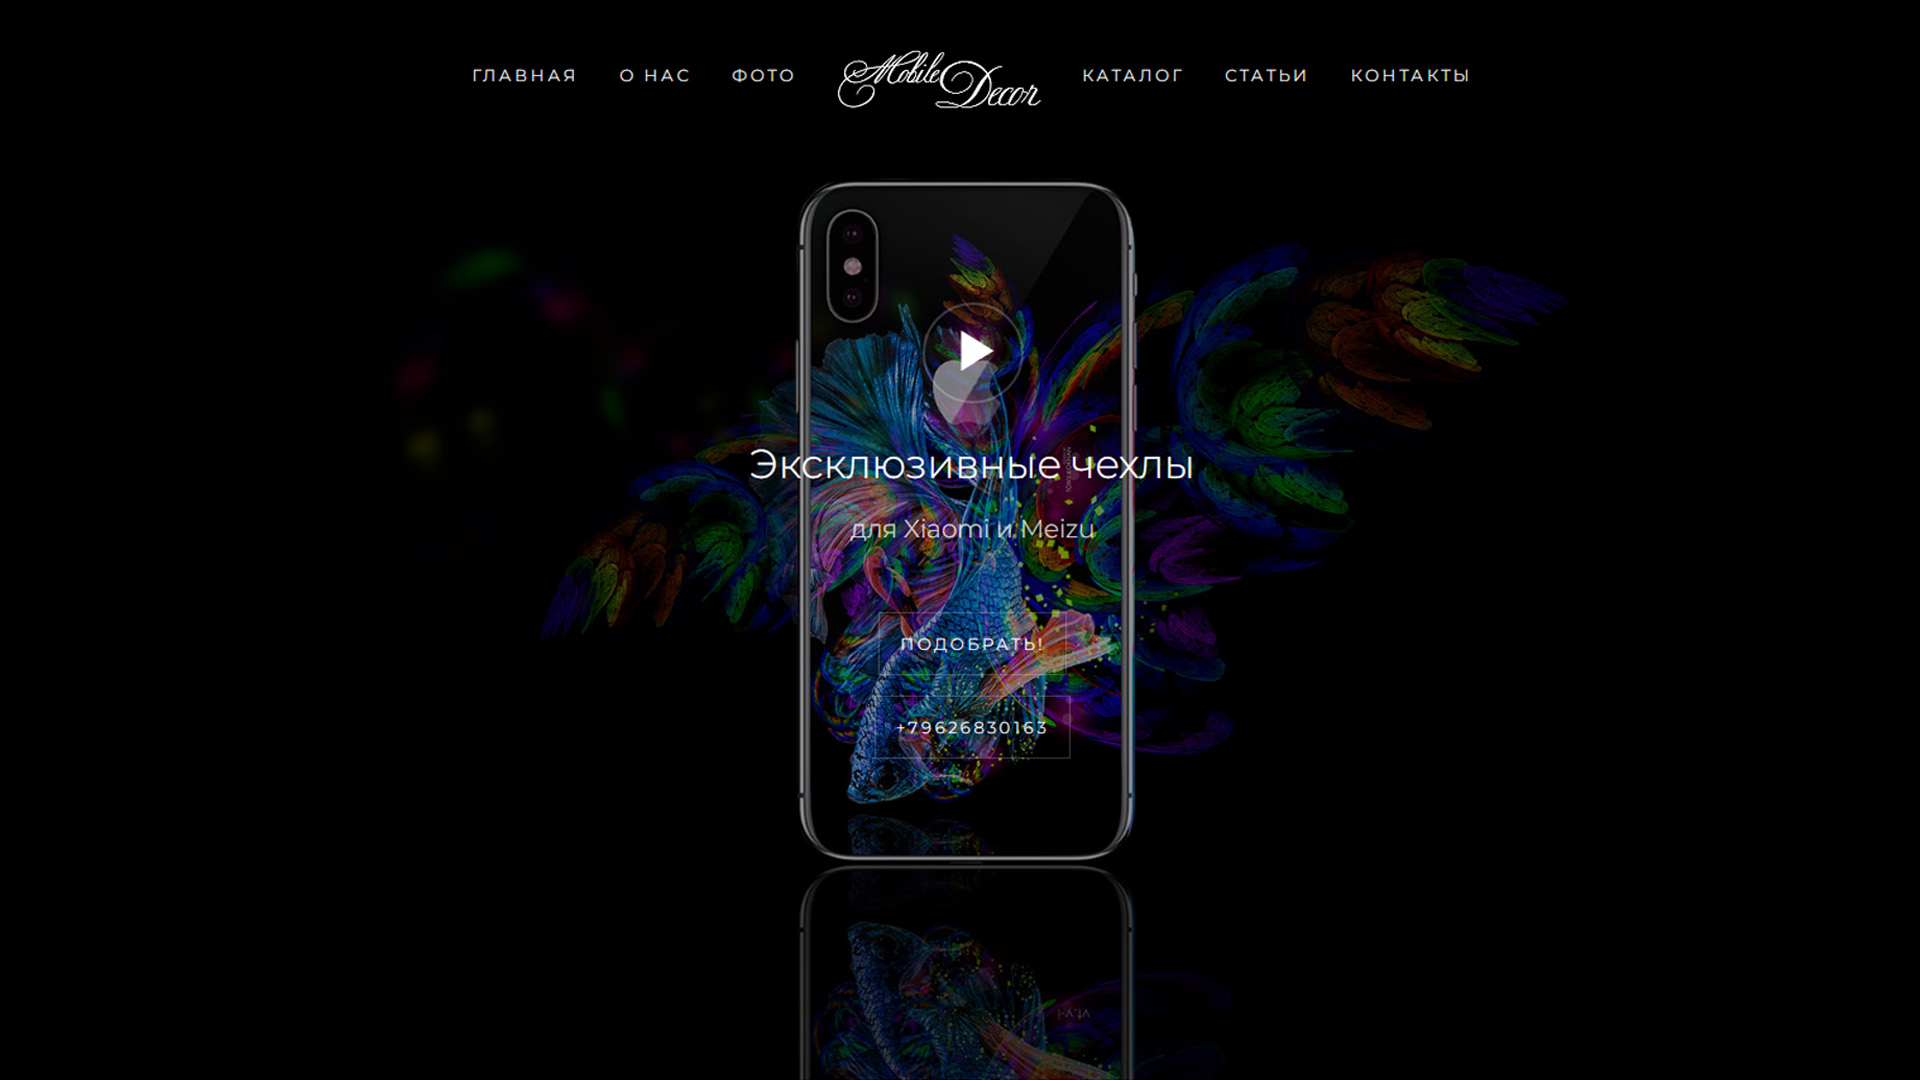 ГЛАВНАЯ О НАС ФОТО Mobile Decor КАТАЛОГ СТАТЬИ КОНТАКТЫ
Эксклюзивные чехлы
для Xiaomi и Meizu
ПОДОБРАТЬ!
+79626830163